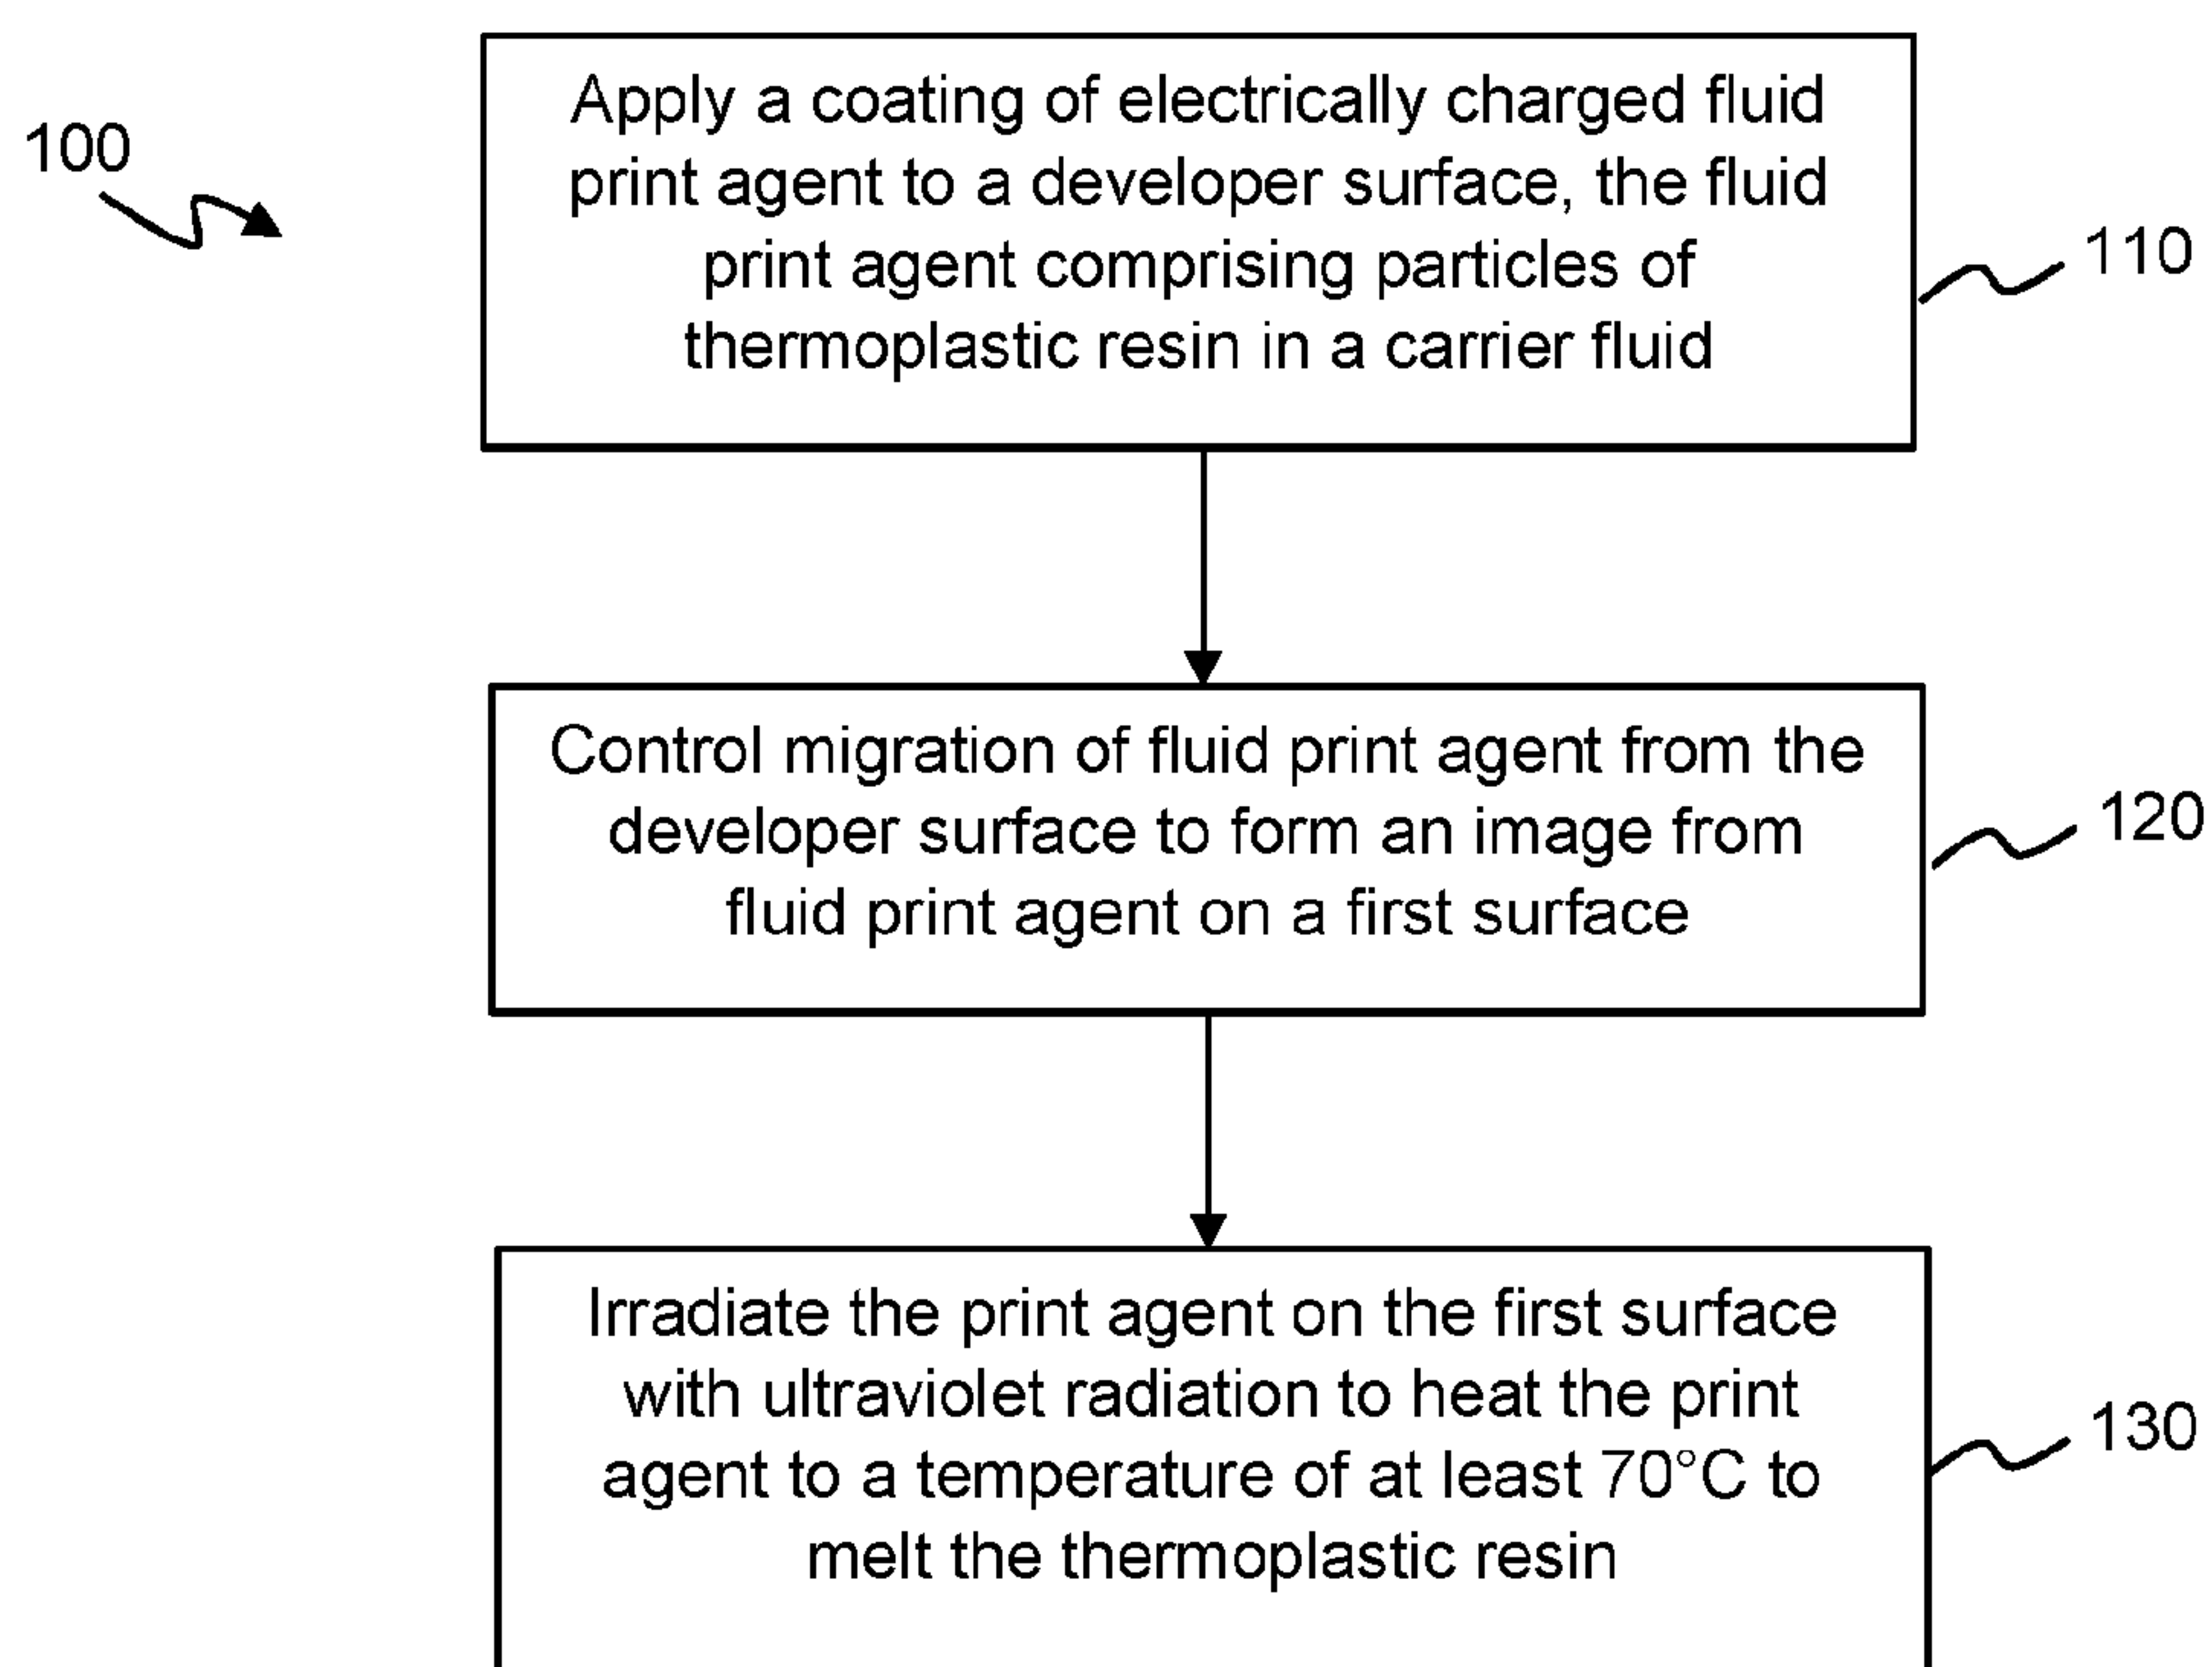 100
Apply a coating of electrically charged fluid
print agent to a developer surface, the fluid
print agent comprising particles of
thermoplastic resin in a carrier fluid
110
Control migration of fluid print agent from the
developer surface to form an image from
fluid print agent on a first surface
120
Irradiate the print agent on the first surface
with ultraviolet radiation to heat the print
agent to a temperature of at least 70°C to
melt the thermoplastic resin
130